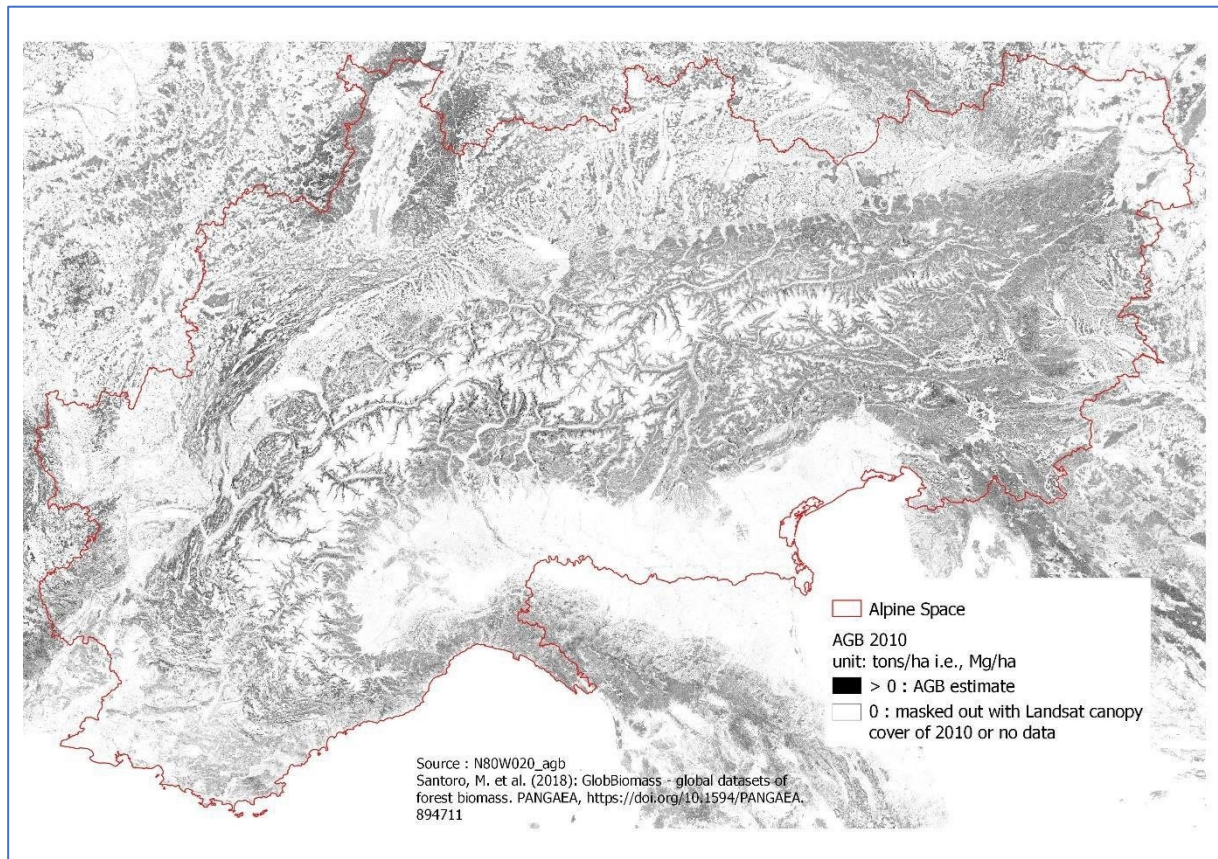 Alpine Space
AGB 2010
unit: tons/ha i.e., Mg/ha
> 0 : AGB estimate
0 : masked out with Landsat canopy
cover of 2010 or no data
Source : N80W020_agb
Santoro, M. et al. (2018): GlobBiomass - global datasets of
forest biomass. PANGAEA, https://doi.org/10.1594/PANGAEA.
894711